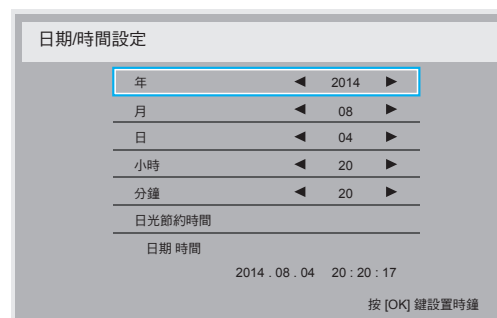 日期/時間設定
年 ◀ 2014 ▶
月 ◀ 08 ▶
日 ◀ 04 ▶
小時 ◀ 20 ▶
分鐘 ◀ 20 ▶
日光節約時間
日期 時間
2014 . 08 . 04 20 : 20 : 17
按 [OK] 鍵設置時鐘